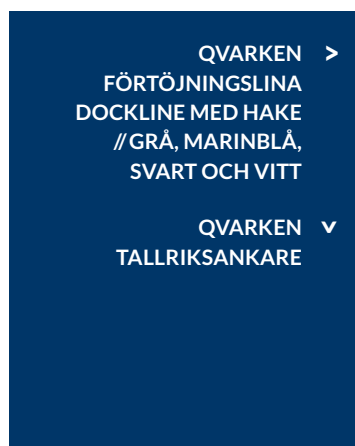 QVARKEN >
FÖRTÖJNINGSLINA
DOCKLINE MED HAKE
// GRÅ, MARINBLÅ,
SVART OCH VITT
QVARKEN v
TALLRIKSANKARE